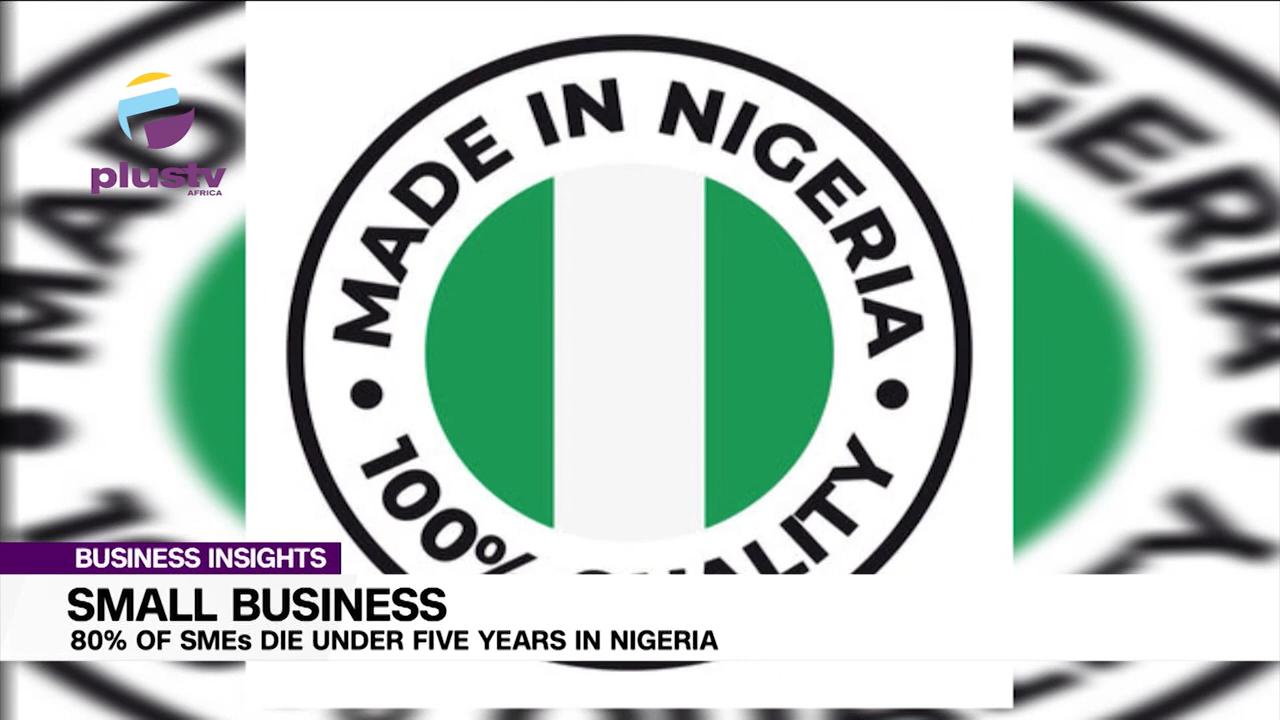 plustv
AFRICA
MADE IN NIGERIA
100% QUALITY
BUSINESS INSIGHTS
SMALL BUSINESS
80% OF SMEs DIE UNDER FIVE YEARS IN NIGERIA